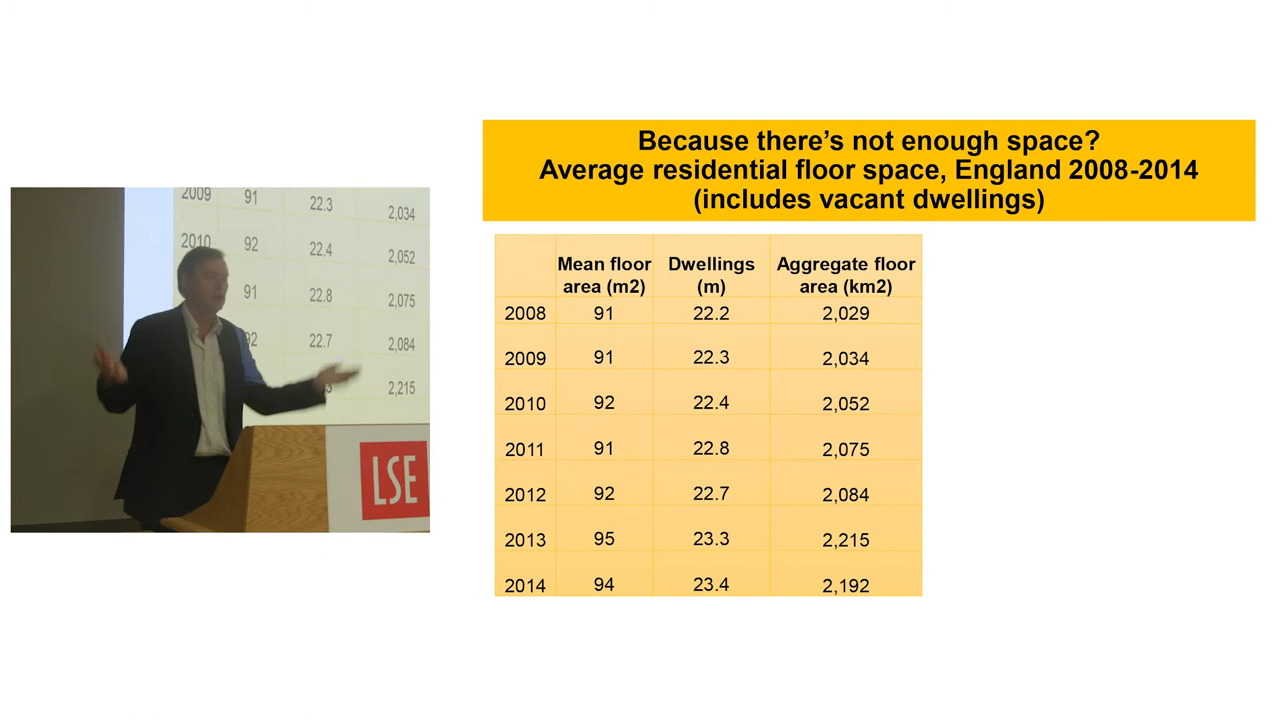 Because there's not enough space?
Average residential floor space, England 2008-2014
(includes vacant dwellings)
Mean floor area (m2) Dwellings (m) Aggregate floor area (km2)
2008 91 22.2 2,029
2009 91 22.3 2,034
2010 92 22.4 2,052
2011 91 22.8 2,075
2012 92 22.7 2,084
2013 95 23.3 2,215
2014 94 23.4 2,192
2009 91 22.3 2,034
2010 92 22.4 2,052
91 22.8 2,075
92 22.7 2,084
2,215
LSE